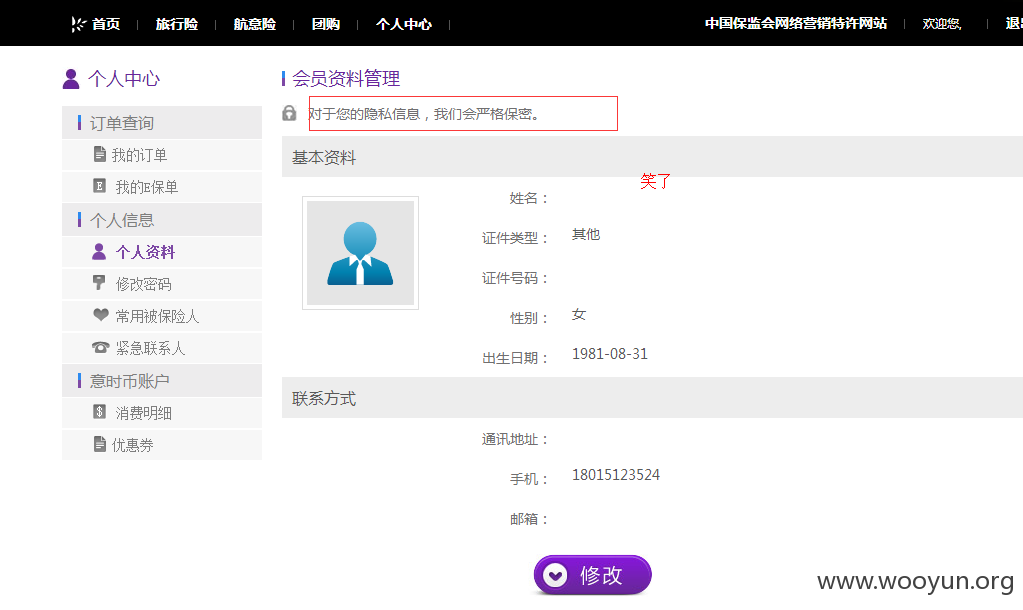 首页 旅行险 航意险 团购 个人中心 中国保监会网络营销特许网站 欢迎您,
个人中心
订单查询
我的订单
我的E保单
个人信息
个人资料
修改密码
常用被保险人
紧急联系人
意时币账户
消费明细
优惠券
会员资料管理
对于您的隐私信息，我们会严格保密。
基本资料
笑了
姓名：
证件类型： 其他
证件号码：
性别： 女
出生日期： 1981-08-31
联系方式
通讯地址：
手机： 18015123524
邮箱：
修改
www.wooyun.org